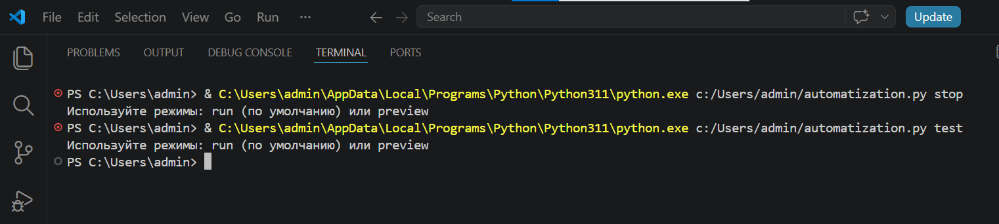 File Edit Selection View Go Run ··· Search Update
PROBLEMS OUTPUT DEBUG CONSOLE TERMINAL PORTS
PS C:\Users\admin> & C:\Users\admin\AppData\Local\Programs\Python\Python311\python.exe c:/Users/admin/automatization.py stop
Используйте режимы: run (по умолчанию) или preview
PS C:\Users\admin> & C:\Users\admin\AppData\Local\Programs\Python\Python311\python.exe c:/Users/admin/automatization.py test
Используйте режимы: run (по умолчанию) или preview
PS C:\Users\admin>